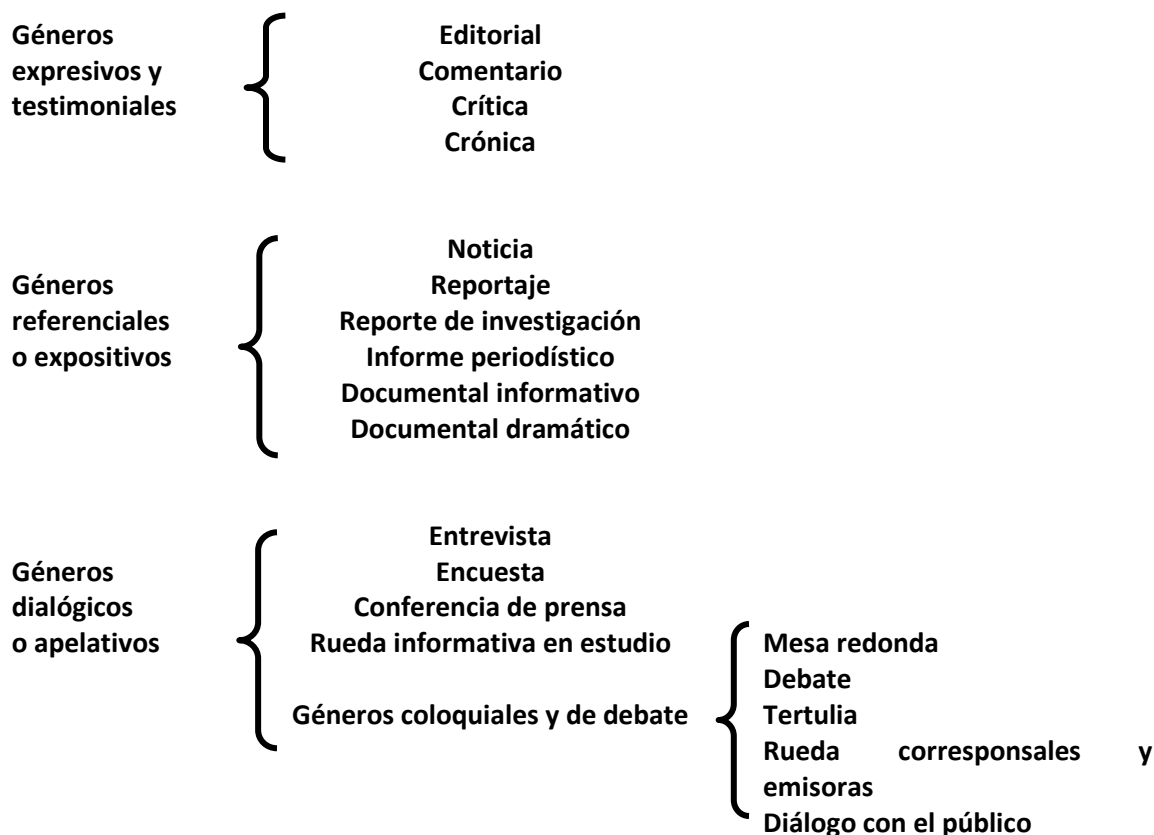 Géneros
expresivos y
testimoniales
Editorial
Comentario
Crítica
Crónica
Géneros
referenciales
o expositivos
Noticia
Reportaje
Reporte de investigación
Informe periodístico
Documental informativo
Documental dramático
Géneros
dialógicos
o apelativos
Entrevista
Encuesta
Conferencia de prensa
Rueda informativa en estudio
Géneros coloquiales y de debate
Mesa redonda
Debate
Tertulia
Rueda corresponsales y
emisoras
Diálogo con el público